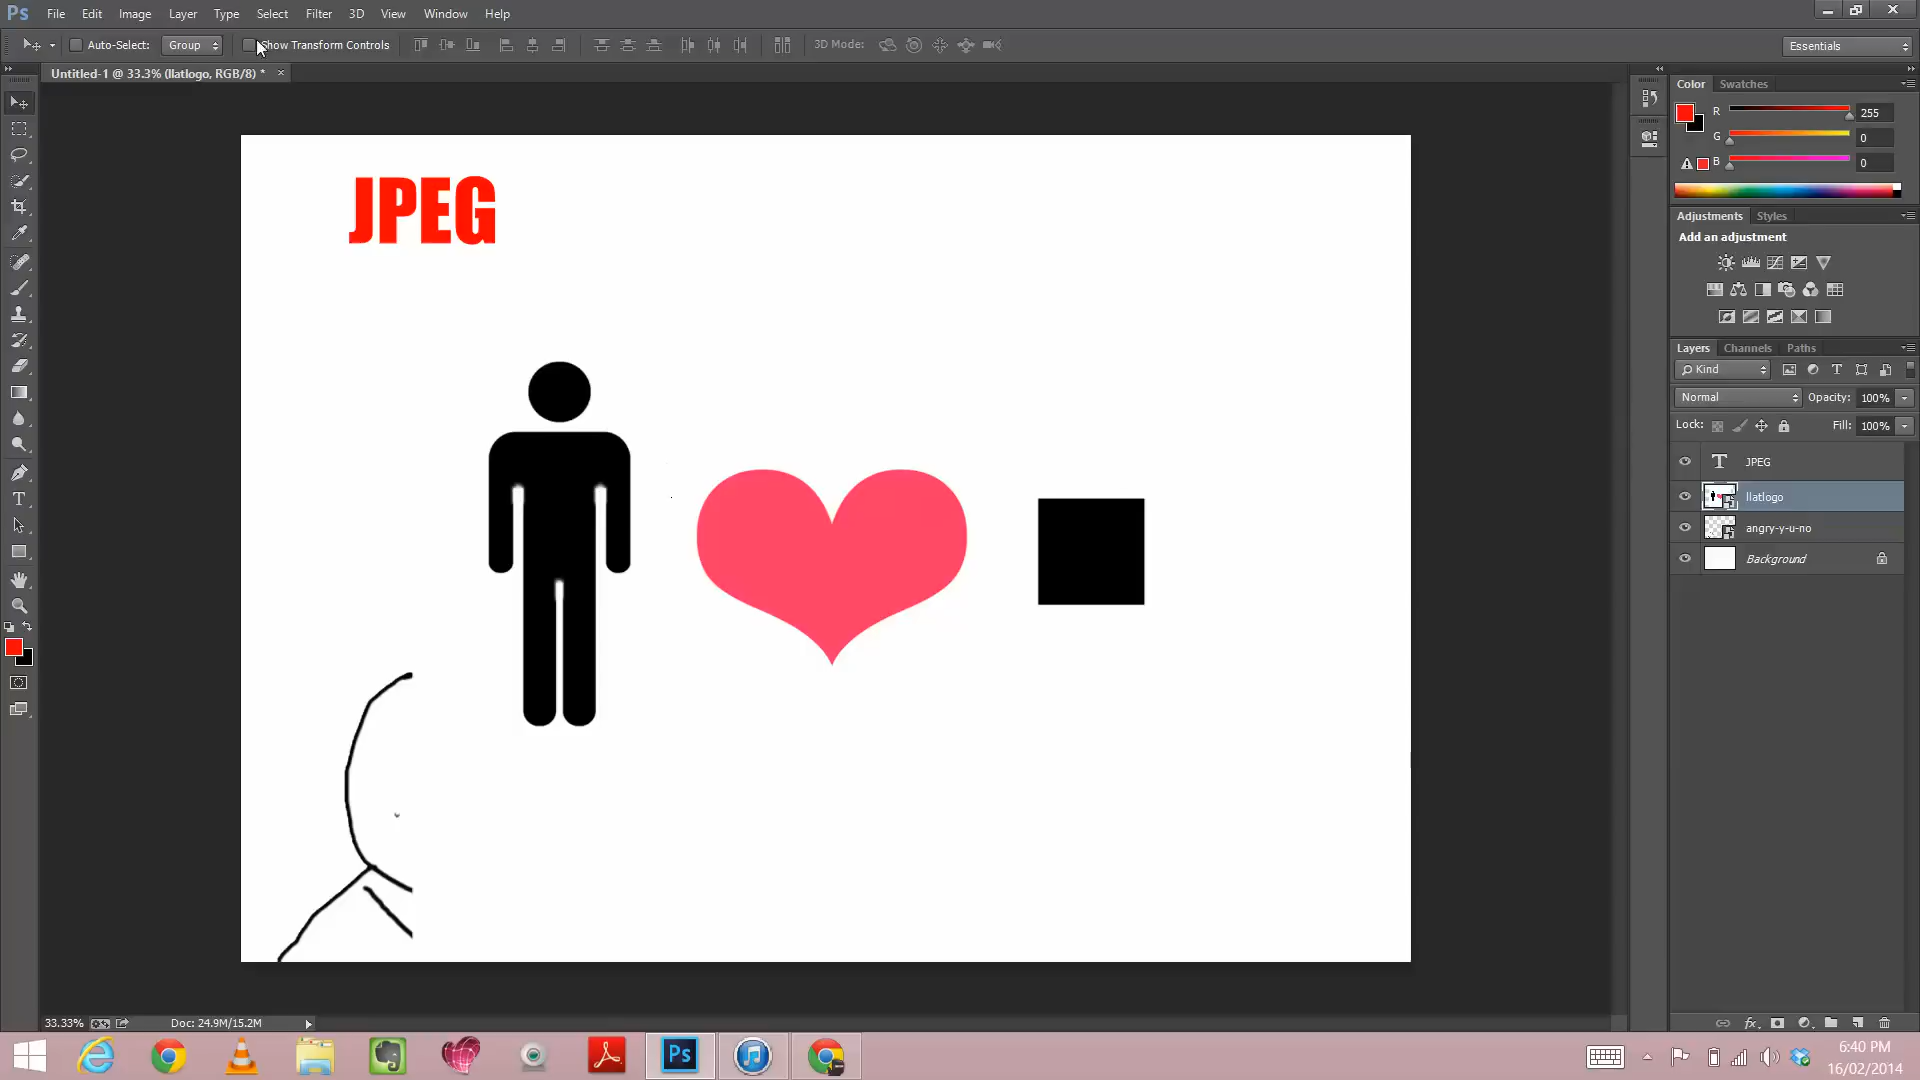 Ps File Edit Image Layer Type Select Filter 3D View Window Help
Auto-Select: Group Show Transform Controls 3D Mode: Essentials
Untitled-1 @ 33.3% (llatlogo, RGB/8) * ×
Color Swatches
R 255
G 0
B 0
Adjustments Styles
Add an adjustment
Layers Channels Paths
Kind
Normal Opacity: 100%
Lock: Fill: 100%
JPEG
llatlogo
angry-y-u-no
Background
JPEG
33.33% Doc: 24.9M/15.2M
Ps
6:40 PM
16/02/2014